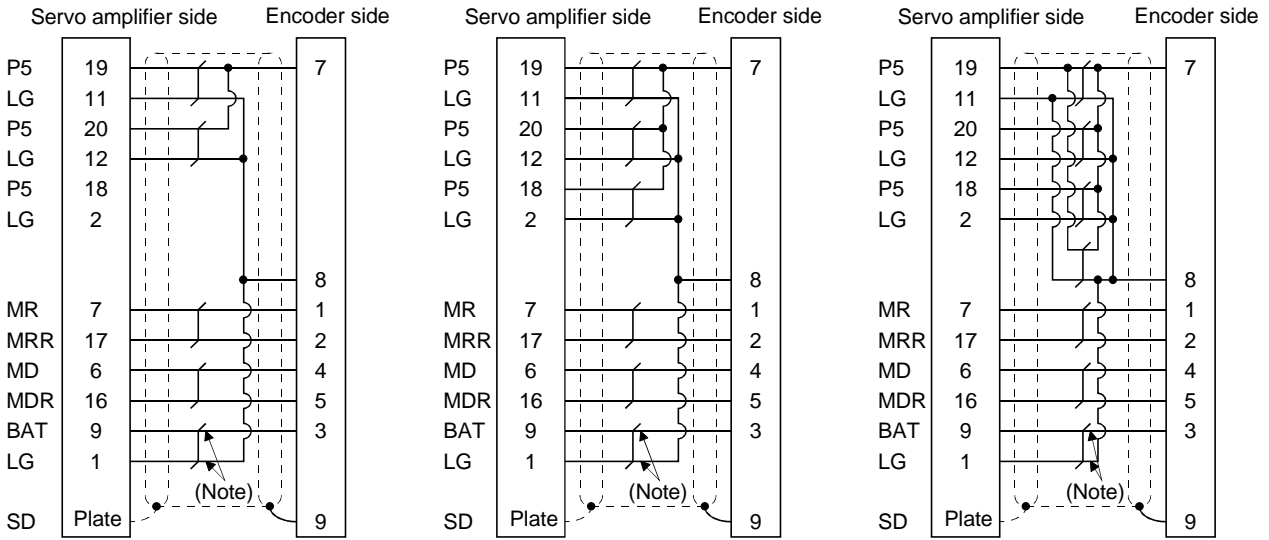 Servo amplifier side Encoder side
P5 19 7
LG 11
P5 20
LG 12
P5 18
LG 2
8
MR 7 1
MRR 17 2
MD 6 4
MDR 16 5
BAT 9 3
LG 1
(Note)
SD Plate 9
Servo amplifier side Encoder side
P5 19 7
LG 11
P5 20
LG 12
P5 18
LG 2
8
MR 7 1
MRR 17 2
MD 6 4
MDR 16 5
BAT 9 3
LG 1
(Note)
SD Plate 9
Servo amplifier side Encoder side
P5 19 7
LG 11
P5 20
LG 12
P5 18
LG 2
8
MR 7 1
MRR 17 2
MD 6 4
MDR 16 5
BAT 9 3
LG 1
(Note)
SD Plate 9